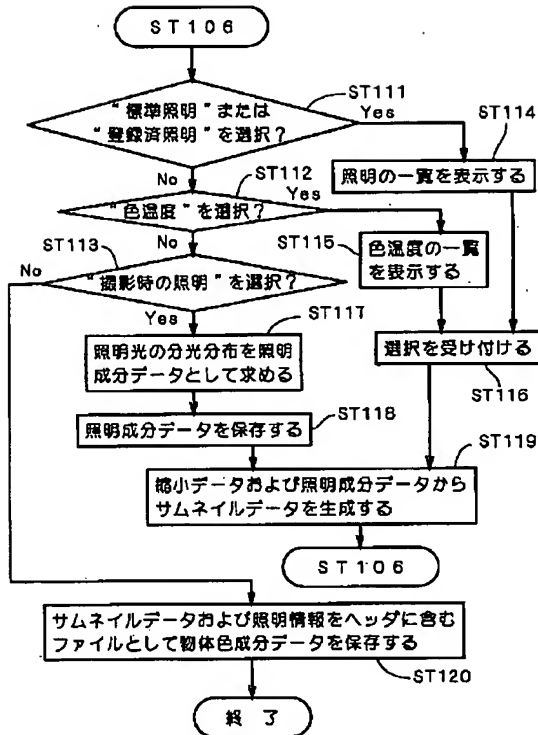 ST106
ST111
"標準照明"または
"登録済照明"を選択?
Yes
ST114
照明の一覧を表示する
No
ST112
"色温度"を選択?
Yes
ST115
色温度の一覧
を表示する
No
ST113
"撮影時の照明"を選択?
No
Yes
ST117
照明光の分光分布を照明
成分データとして求める
選択を受け付ける
ST116
ST118
照明成分データを保存する
ST119
縮小データおよび照明成分データから
サムネイルデータを生成する
ST106
サムネイルデータおよび照明情報をヘッダに含む
ファイルとして物体色成分データを保存する
ST120
終 了